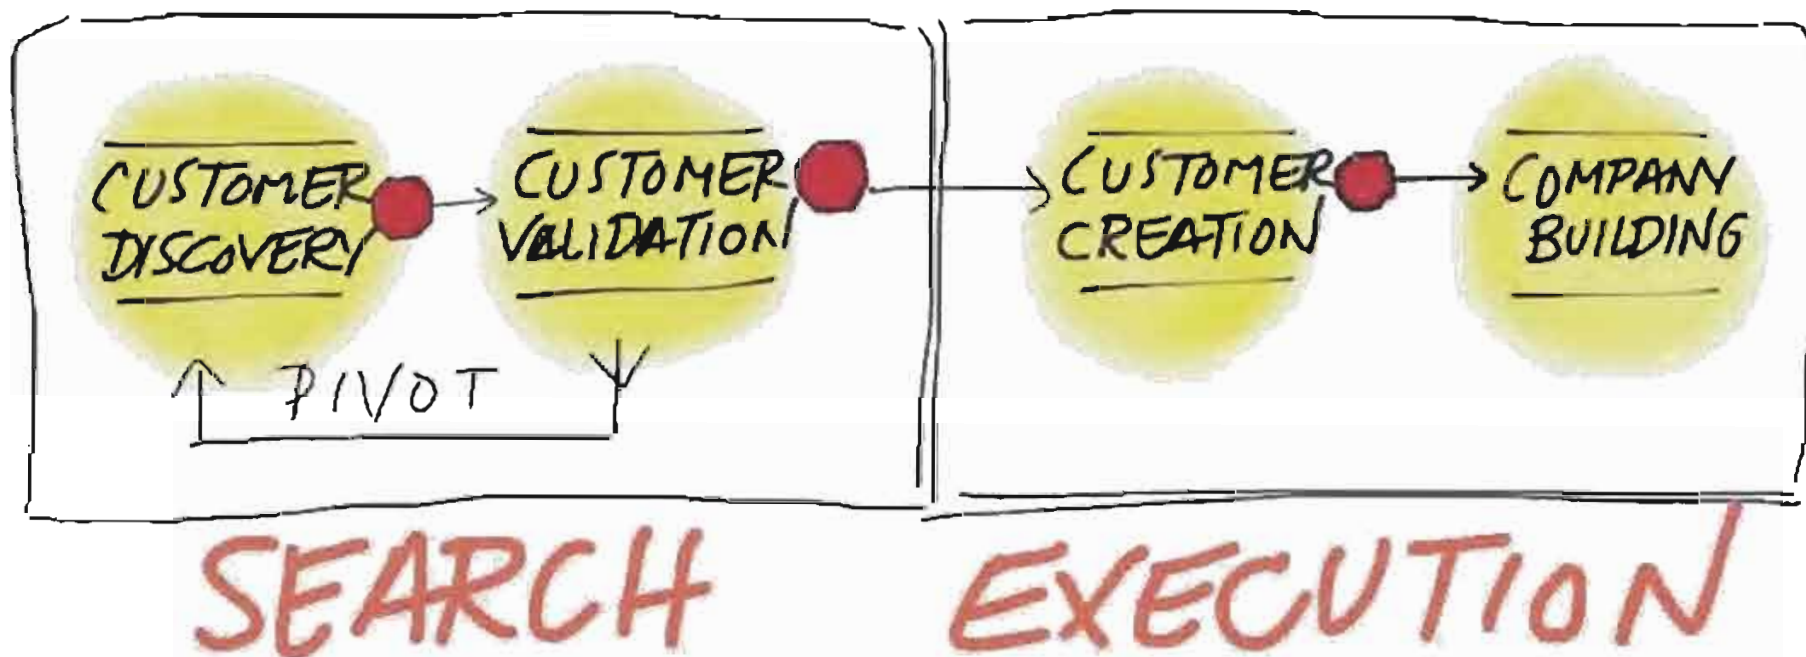 CUSTOMER
DISCOVERY
CUSTOMER
VALIDATION
CUSTOMER
CREATION
COMPANY
BUILDING
PIVOT
SEARCH
EXECUTION